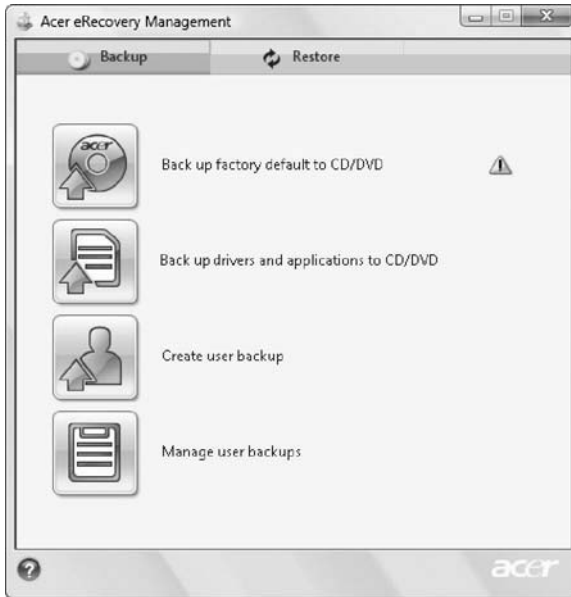 Acer eRecovery Management
Backup Restore
acer
Back up factory default to CD/DVD
Back up drivers and applications to CD/DVD
Create user backup
Manage user backups
acer